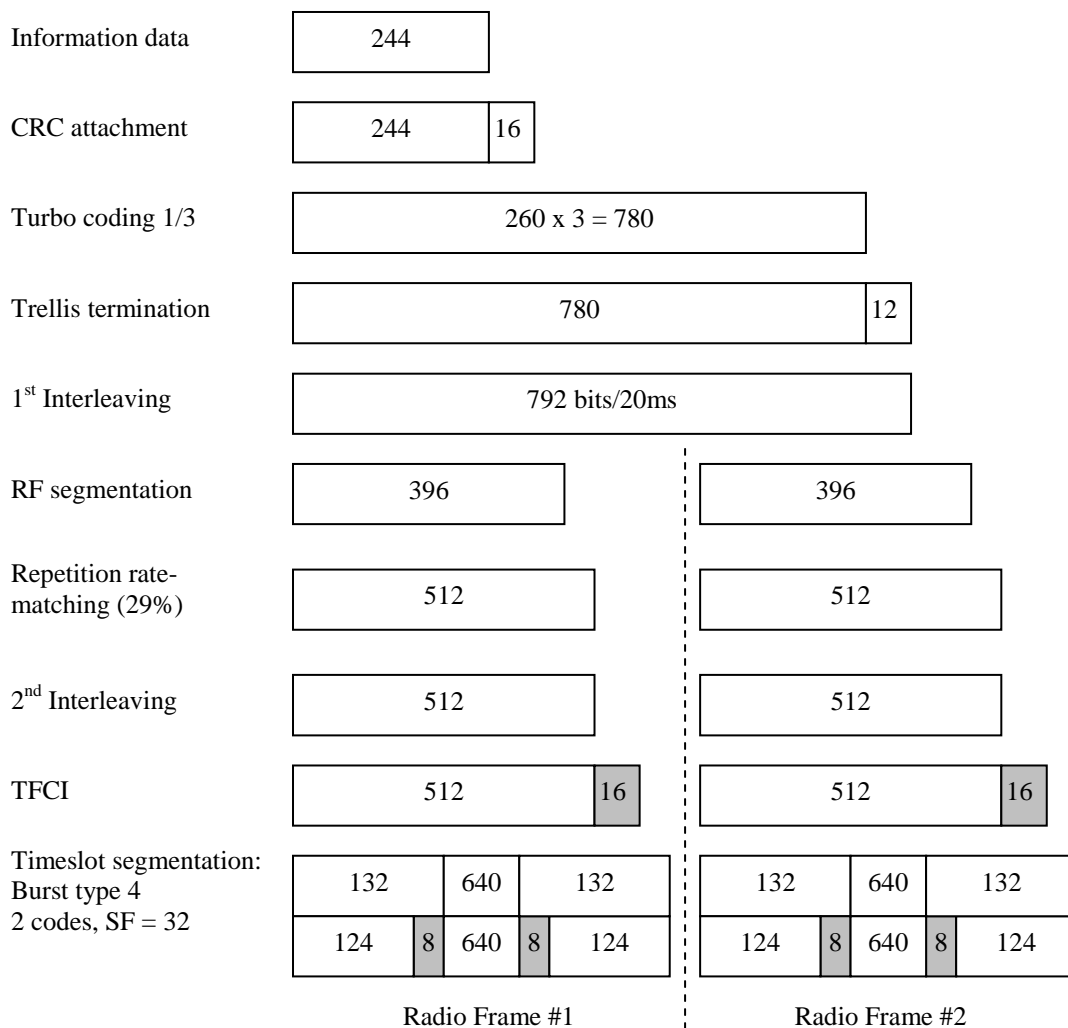 Information data
244
CRC attachment
244 16
Turbo coding 1/3
260 x 3 = 780
Trellis termination
780 12
1st Interleaving
792 bits/20ms
RF segmentation
396 396
Repetition rate-
matching (29%)
512 512
2nd Interleaving
512 512
TFCI
512 16 512 16
Timeslot segmentation:
Burst type 4
2 codes, SF = 32
132 640 132 132 640 132
124 8 640 8 124 124 8 640 8 124
Radio Frame #1 Radio Frame #2